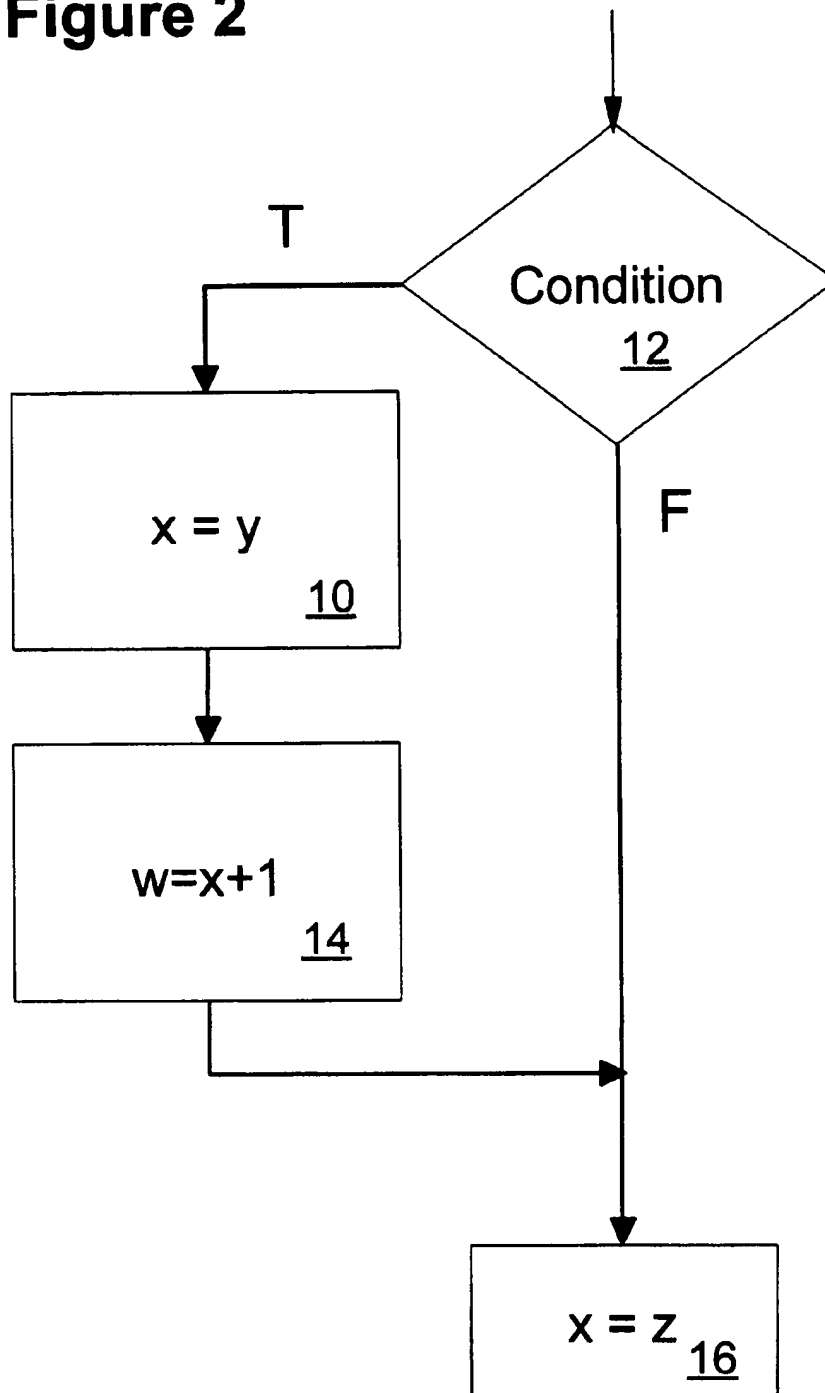 Figure 2
T
Condition
12
F
x = y
10
w=x+1
14
x = z
16